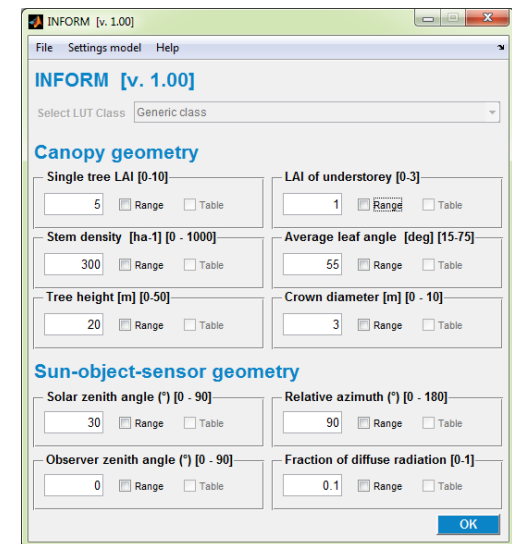 INFORM [v. 1.00]
File Settings model Help
INFORM [v. 1.00]
Select LUT Class Generic class
Canopy geometry
Single tree LAI [0-10] LAI of understorey [0-3]
5 Range Table 1 Range Table
Stem density [ha-1] [0 - 1000] Average leaf angle [deg] [15-75]
300 Range Table 55 Range Table
Tree height [m] [0-50] Crown diameter [m] [0 - 10]
20 Range Table 3 Range Table
Sun-object-sensor geometry
Solar zenith angle (°) [0 - 90] Relative azimuth (°) [0 - 180]
30 Range Table 90 Range Table
Observer zenith angle (°) [0 - 90] Fraction of diffuse radiation [0-1]
0 Range Table 0.1 Range Table
OK